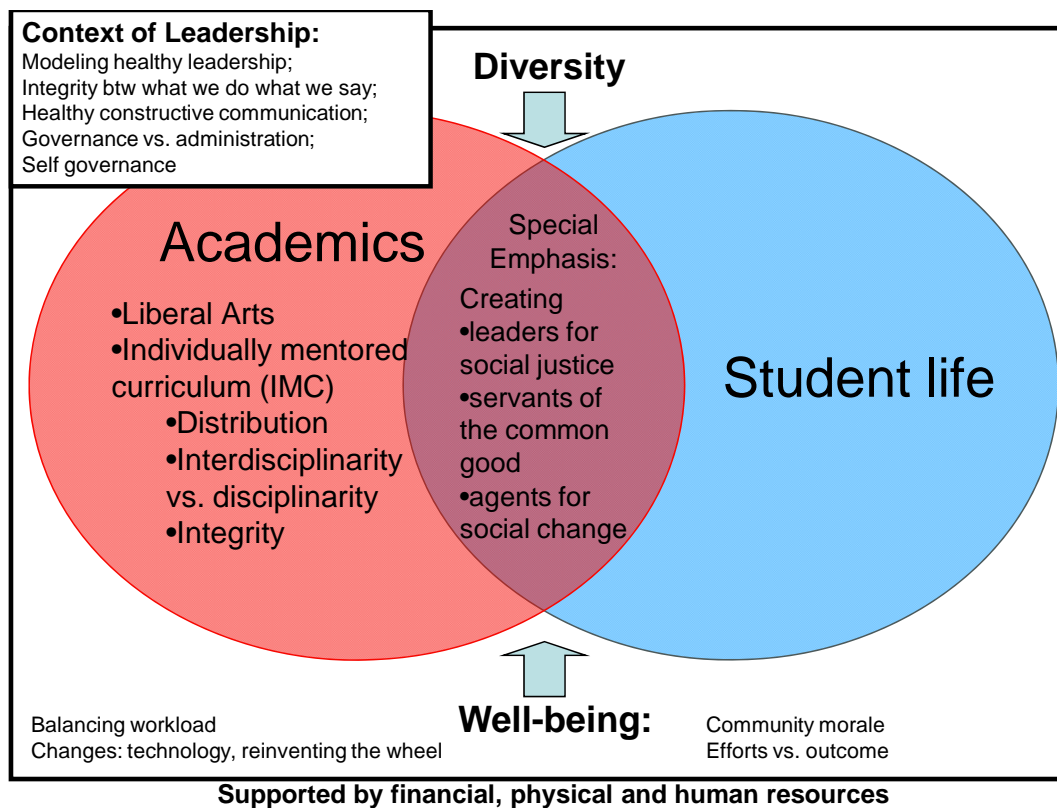 Context of Leadership:
Modeling healthy leadership;
Integrity btw what we do what we say;
Healthy constructive communication;
Governance vs. administration;
Self governance
Diversity
Academics
•Liberal Arts
•Individually mentored
curriculum (IMC)
•Distribution
•Interdisciplinarity
vs. disciplinarity
•Integrity
Special
Emphasis:
Creating
•leaders for
social justice
•servants of
the common
good
•agents for
social change
Student life
Well-being:
Balancing workload
Changes: technology, reinventing the wheel
Community morale
Efforts vs. outcome
Supported by financial, physical and human resources